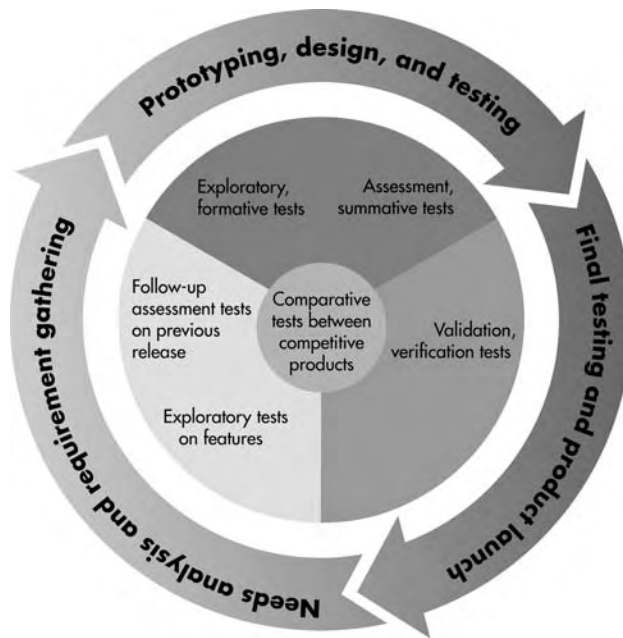 Prototyping, design, and testing
Exploratory,
formative tests
Assessment,
summative tests
Final testing and product launch
Follow-up
assessment tests
on previous
release
Comparative
tests between
competitive
products
Validation,
verification tests
Exploratory tests
on features
Needs analysis and requirement gathering